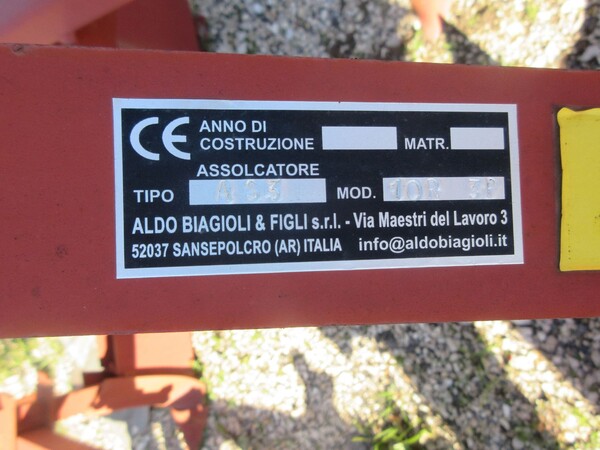 CE ANNO DI
COSTRUZIONE MATR.
ASSOLCATORE
TIPO MOD.
ALDO BIAGIOLI & FIGLI s.r.l. - Via Maestri del Lavoro 3
52037 SANSEPOLCRO (AR) ITALIA info@aldobiagioli.it